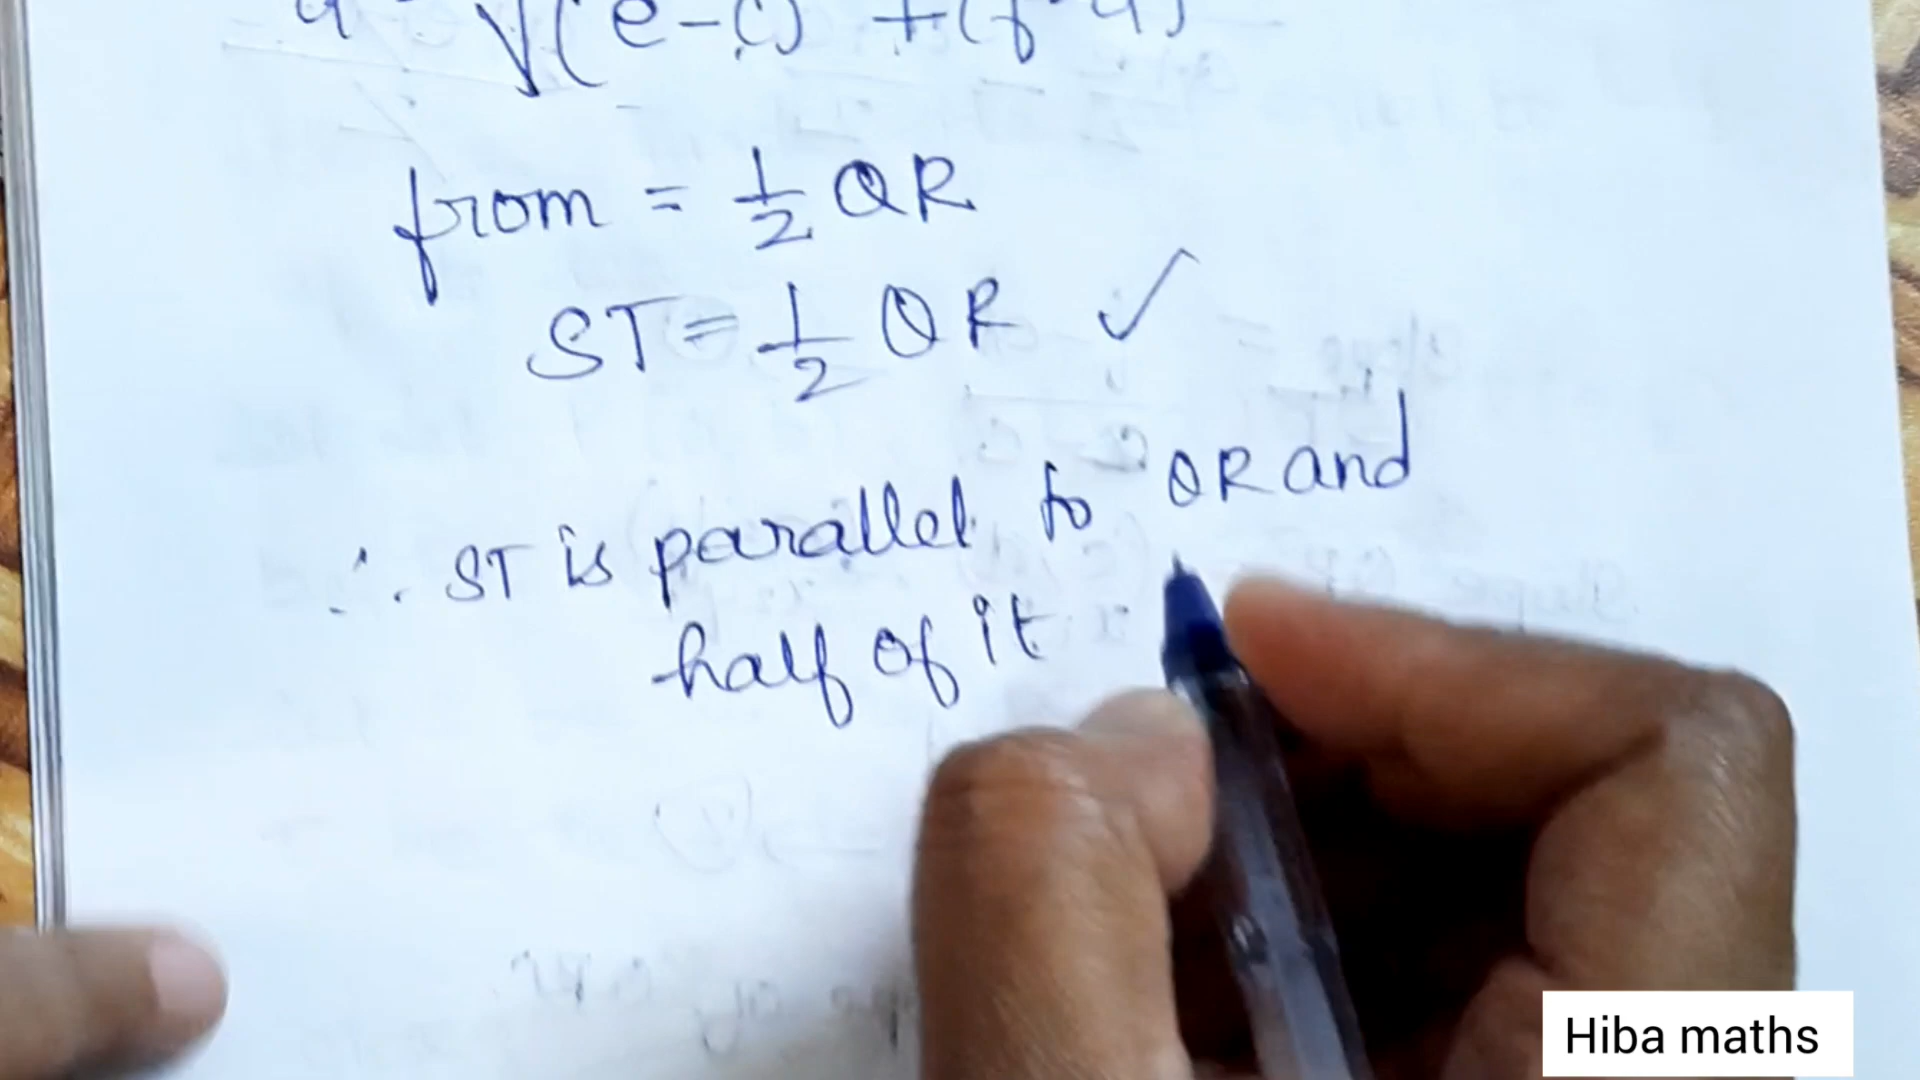 √(e-c) + (f-d)
from = 1/2 QR
ST = 1/2 QR ✓
∴ ST is parallel to QR and
half of it
Hiba maths